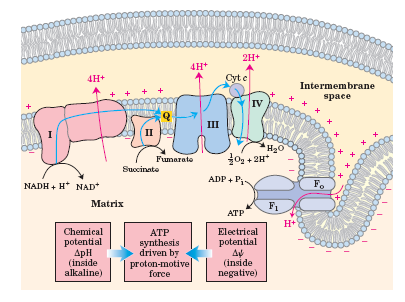 4H⁺
4H⁺
2H⁺
Cyt c
Intermembrane
space
I
II
Q
III
IV
NADH + H⁺ NAD⁺
Succinate
Fumarate
½O₂ + 2H⁺
H₂O
ADP + Pᵢ
ATP
F₀
F₁
H⁺
Matrix
Chemical
potential
ΔpH
(inside
alkaline)
ATP
synthesis
driven by
proton-motive
force
Electrical
potential
Δψ
(inside
negative)